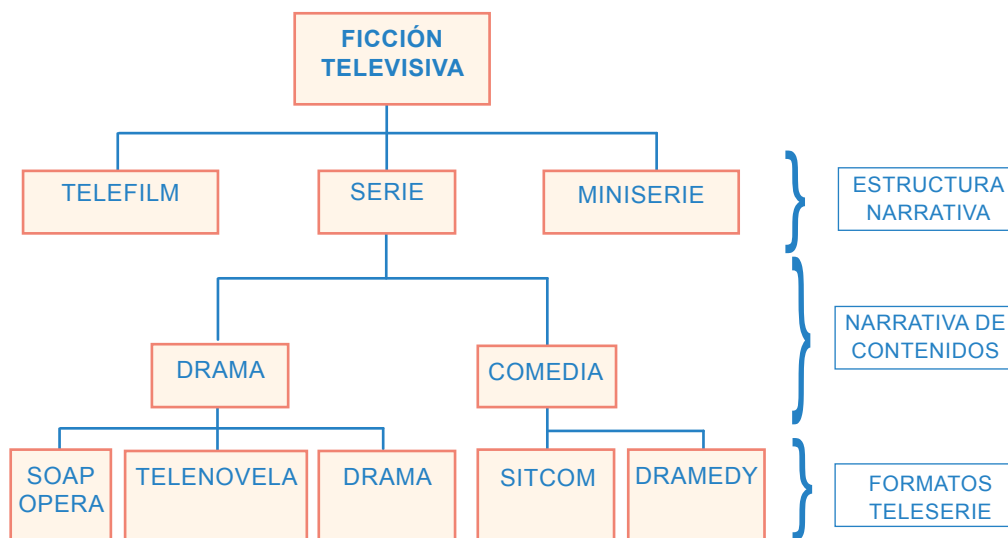 FICCIÓN
TELEVISIVA
TELEFILM
SERIE
MINISERIE
ESTRUCTURA
NARRATIVA
DRAMA
COMEDIA
NARRATIVA DE
CONTENIDOS
SOAP
OPERA
TELENOVELA
DRAMA
SITCOM
DRAMEDY
FORMATOS
TELESERIE